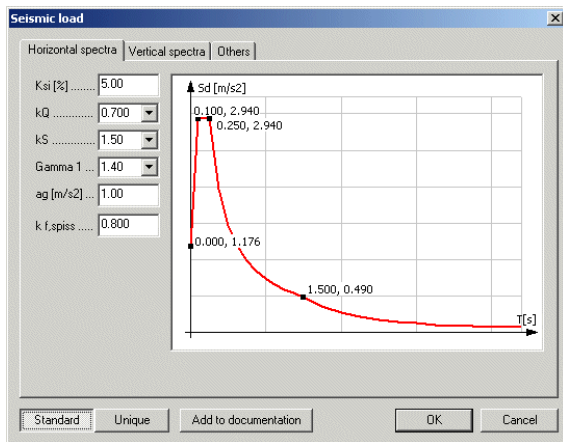 Seismic load
Horizontal spectra Vertical spectra Others
Ksi [%] ........ 5.00
kQ ............. 0.700
kS .............. 1.50
Gamma 1 ... 1.40
ag [m/s2] ... 1.00
k f,spiss ..... 0.800
Sd [m/s2]
0.100, 2.940
0.250, 2.940
0.000, 1.176
1.500, 0.490
T[s]
Standard Unique Add to documentation OK Cancel